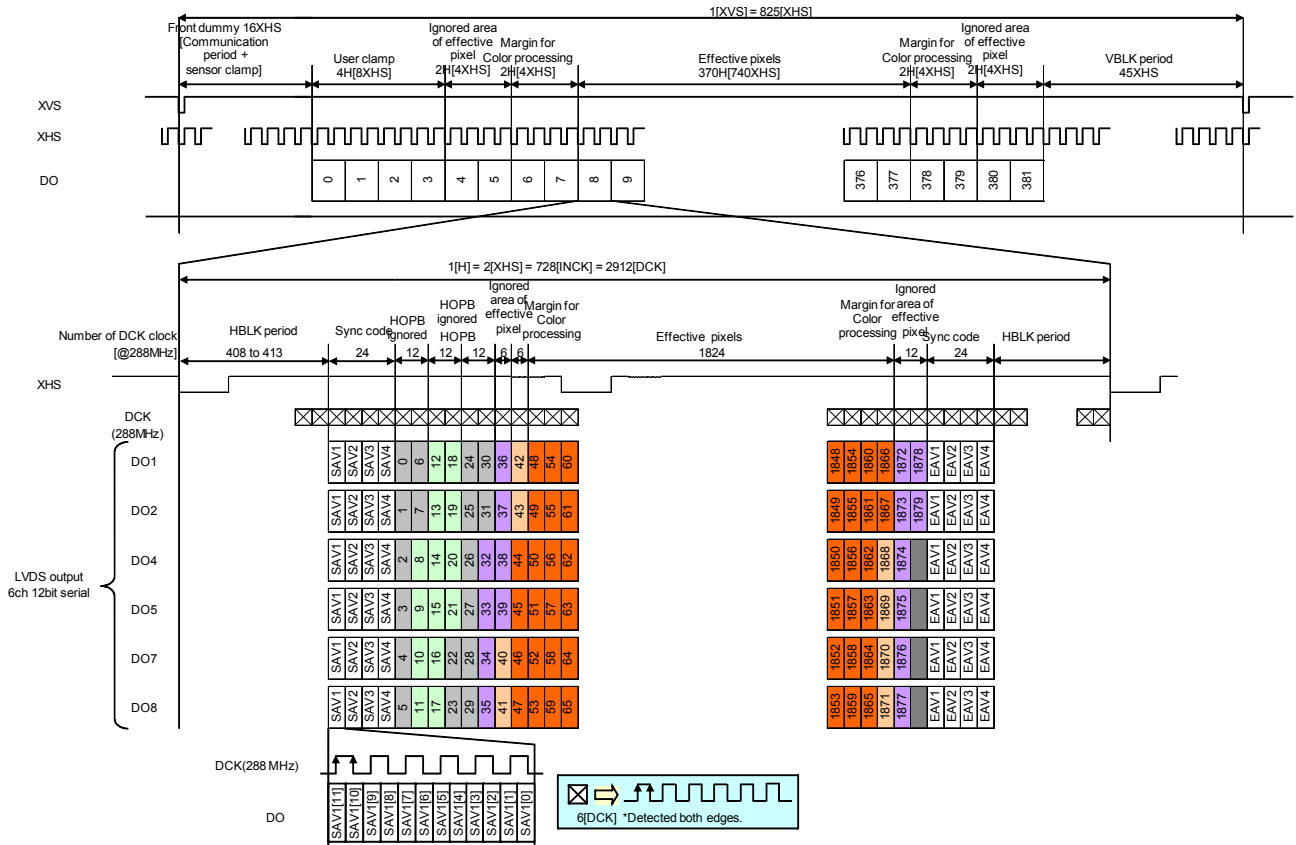 1[XVS] = 825[XHS]
Front dummy 16XHS
[Communication
period +
sensor clamp]
User clamp
4H[8XHS]
Ignored area
of effective
pixel
2H[4XHS]
Margin for
Color processing
2H[4XHS]
Effective pixels
370H[740XHS]
Margin for
Color processing
2H[4XHS]
Ignored area
of effective
pixel
2H[4XHS]
VBLK period
45XHS
XVS
XHS
DO
0 1 2 3 4 5 6 7 8 9 376 377 378 379 380 381
1[H] = 2[XHS] = 728[INCK] = 2912[DCK]
Number of DCK clock
[@288MHz]
HBLK period
408 to 413
Sync code
24
HOPB
ignored
12
HOPB
ignored
HOPB
12
12
Ignored
area of
effective
pixel
6
Margin for
Color
processing
6
Effective pixels
1824
Margin for
Color
processing
Ignored
area of
effective
pixel
12
Sync code
24
HBLK period
XHS
DCK
(288MHz)
DO1 SAV1 SAV2 SAV3 SAV4 0 6 12 18 24 30 36 42 48 54 60 1848 1854 1860 1866 1872 1878 EAV1 EAV2 EAV3 EAV4
DO2 SAV1 SAV2 SAV3 SAV4 1 7 13 19 25 31 37 43 49 55 61 1849 1855 1861 1867 1873 1879 EAV1 EAV2 EAV3 EAV4
DO4 SAV1 SAV2 SAV3 SAV4 2 8 14 20 26 32 38 44 50 56 62 1850 1856 1862 1868 1874 EAV1 EAV2 EAV3 EAV4
LVDS output
6ch 12bit serial
DO5 SAV1 SAV2 SAV3 SAV4 3 9 15 21 27 33 39 45 51 57 63 1851 1857 1863 1869 1875 EAV1 EAV2 EAV3 EAV4
DO7 SAV1 SAV2 SAV3 SAV4 4 10 16 22 28 34 40 46 52 58 64 1852 1858 1864 1870 1876 EAV1 EAV2 EAV3 EAV4
DO8 SAV1 SAV2 SAV3 SAV4 5 11 17 23 29 35 41 47 53 59 65 1853 1859 1865 1871 1877 EAV1 EAV2 EAV3 EAV4
DCK(288 MHz)
DO
SAV1[11] SAV1[10] SAV1[9] SAV1[8] SAV1[7] SAV1[6] SAV1[5] SAV1[4] SAV1[3] SAV1[2] SAV1[1] SAV1[0]
6[DCK] *Detected both edges.